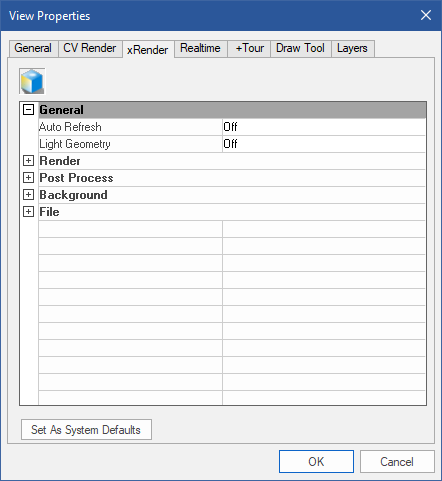 View Properties
General CV Render xRender Realtime +Tour Draw Tool Layers
General
Auto Refresh Off
Light Geometry Off
Render
Post Process
Background
File
Set As System Defaults
OK Cancel